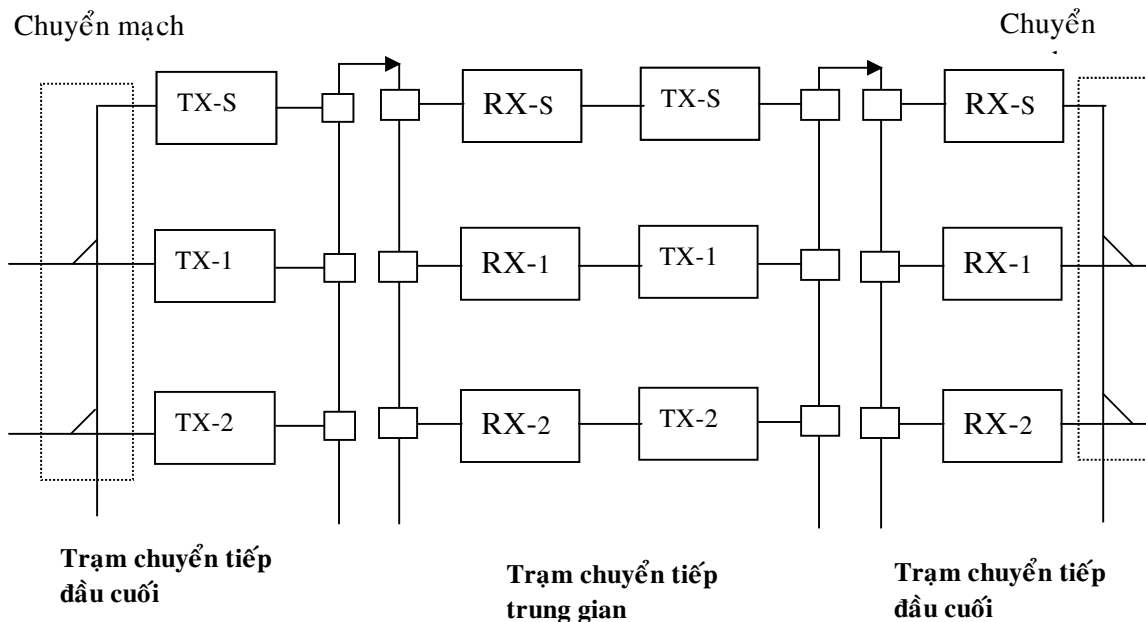 Chuyển mạch
Chuyển
TX-S
RX-S
TX-S
RX-S
TX-1
RX-1
TX-1
RX-1
TX-2
RX-2
TX-2
RX-2
Trạm chuyển tiếp
đầu cuối
Trạm chuyển tiếp
trung gian
Trạm chuyển tiếp
đầu cuối